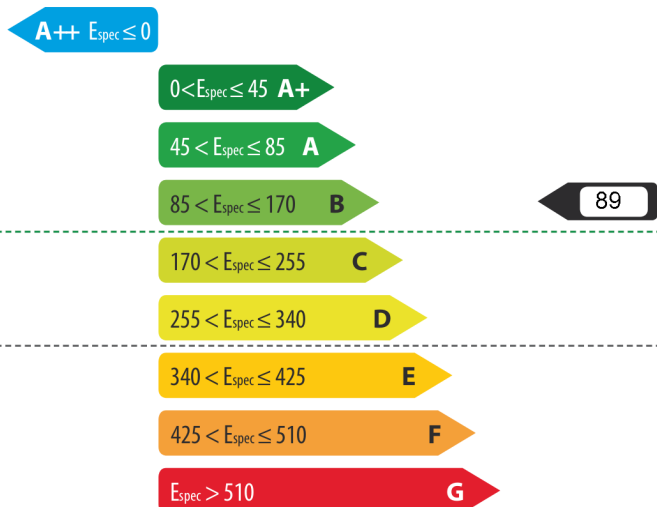 A++ Espec ≤ 0
0<Espec ≤ 45 A+
45 < Espec ≤ 85 A
85 < Espec ≤ 170 B
89
170 < Espec ≤ 255 C
255 < Espec ≤ 340 D
340 < Espec ≤ 425 E
425 < Espec ≤ 510 F
Espec > 510 G